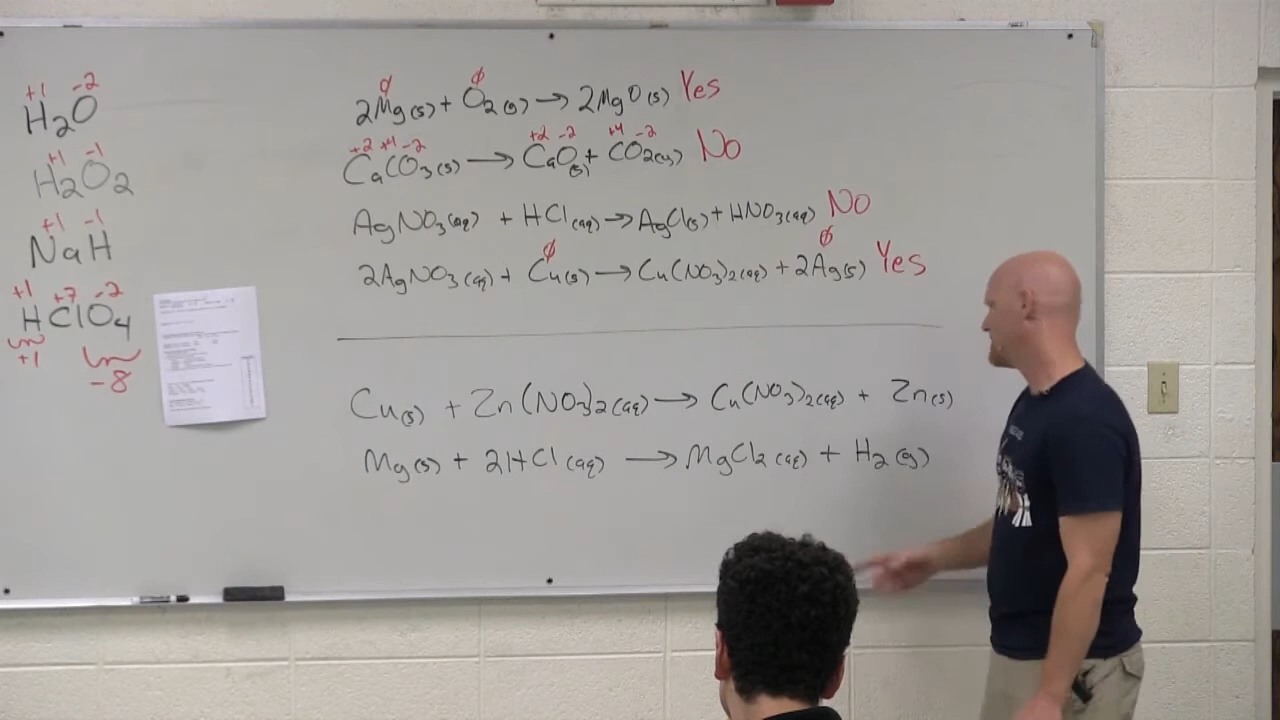 +1 -2
H2O
+1 -1
H2O2
+1 -1
NaH
+1 +7 -2
HClO4
+1
-8
0 0
2Mg(s) + O2(g) → 2MgO(s) Yes
+2 +4 -2 +2 -2 +4 -2
CaCO3(s) → CaO(s) + CO2(g) No
AgNO3(aq) + HCl(aq) → AgCl(s) + HNO3(aq) No
0 0
2AgNO3(aq) + Cu(s) → Cu(NO3)2(aq) + 2Ag(s) Yes
Cu(s) + Zn(NO3)2(aq) → Cu(NO3)2(aq) + Zn(s)
Mg(s) + 2HCl(aq) → MgCl2(aq) + H2(g)